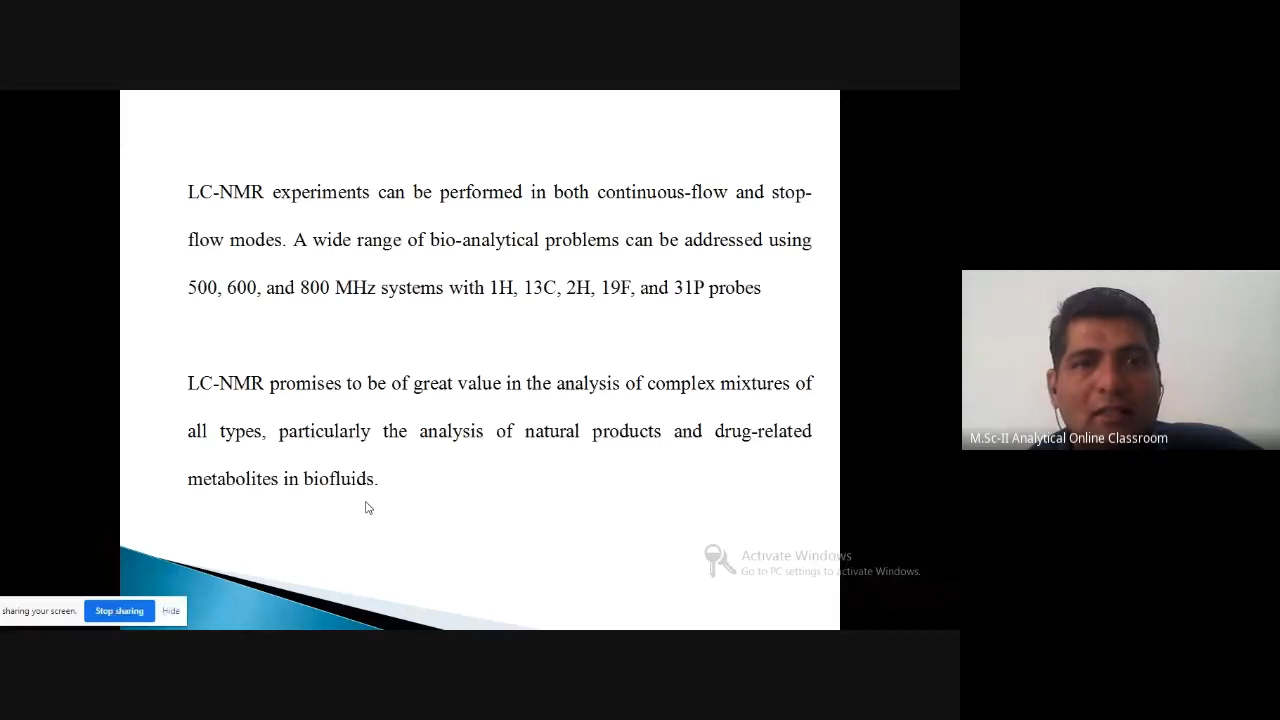 LC-NMR experiments can be performed in both continuous-flow and stop-
flow modes. A wide range of bio-analytical problems can be addressed using
500, 600, and 800 MHz systems with 1H, 13C, 2H, 19F, and 31P probes
LC-NMR promises to be of great value in the analysis of complex mixtures of
all types, particularly the analysis of natural products and drug-related
metabolites in biofluids.
M.Sc-II Analytical Online Classroom
Activate Windows
Go to PC settings to activate Windows.
sharing your screen.
Stop sharing
Hide